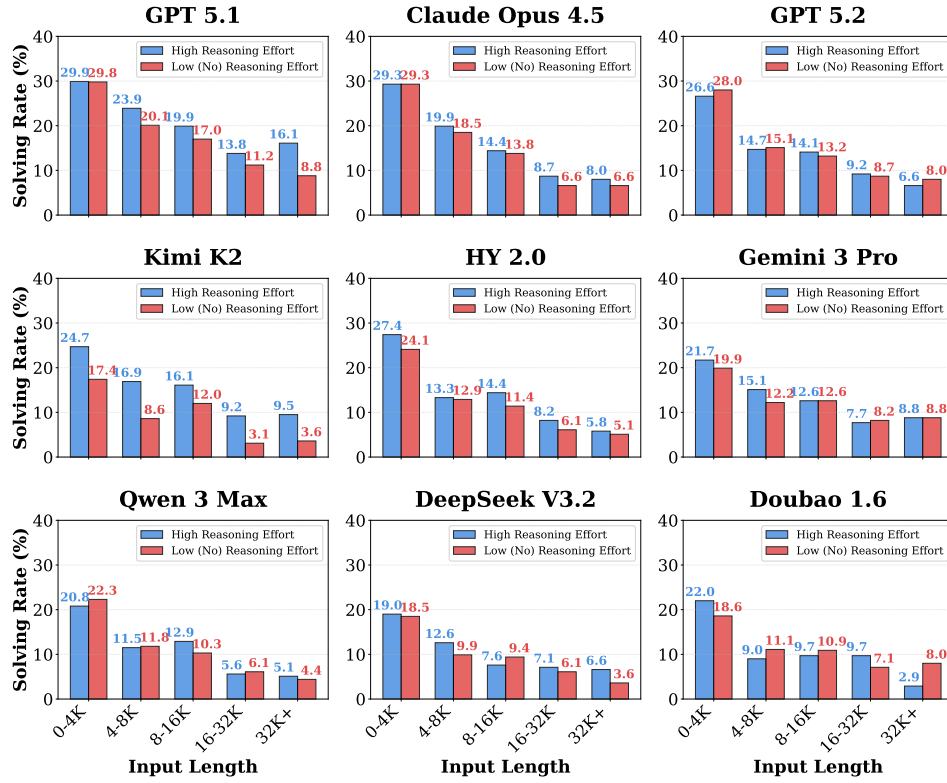 GPT 5.1
Claude Opus 4.5
GPT 5.2
Solving Rate (%)
40
30
20
10
0
High Reasoning Effort
Low (No) Reasoning Effort
29.9
29.8
23.9
20.1
19.9
17.0
13.8
11.2
16.1
8.8
40
30
20
10
0
High Reasoning Effort
Low (No) Reasoning Effort
29.3
29.3
19.9
18.5
14.4
13.8
8.7
6.6
8.0
6.6
40
30
20
10
0
High Reasoning Effort
Low (No) Reasoning Effort
26.6
28.0
14.7
15.1
14.1
13.2
9.2
8.7
6.6
8.0
Kimi K2
HY 2.0
Gemini 3 Pro
Solving Rate (%)
40
30
20
10
0
High Reasoning Effort
Low (No) Reasoning Effort
24.7
17.4
16.9
8.6
16.1
12.0
9.2
3.1
9.5
3.6
40
30
20
10
0
High Reasoning Effort
Low (No) Reasoning Effort
27.4
24.1
13.3
12.9
14.4
11.4
8.2
6.1
5.8
5.1
40
30
20
10
0
High Reasoning Effort
Low (No) Reasoning Effort
21.7
19.9
15.1
12.2
12.6
12.6
7.7
8.2
8.8
8.8
Qwen 3 Max
DeepSeek V3.2
Doubao 1.6
Solving Rate (%)
40
30
20
10
0
High Reasoning Effort
Low (No) Reasoning Effort
20.8
22.3
11.5
11.8
12.9
10.3
5.6
6.1
5.1
4.4
0-4K
4-8K
8-16K
16-32K
32K+
Input Length
40
30
20
10
0
High Reasoning Effort
Low (No) Reasoning Effort
19.0
18.5
12.6
9.9
7.6
9.4
7.1
6.1
6.6
3.6
0-4K
4-8K
8-16K
16-32K
32K+
Input Length
40
30
20
10
0
High Reasoning Effort
Low (No) Reasoning Effort
22.0
18.6
9.0
11.1
9.7
10.9
9.7
7.1
2.9
8.0
0-4K
4-8K
8-16K
16-32K
32K+
Input Length